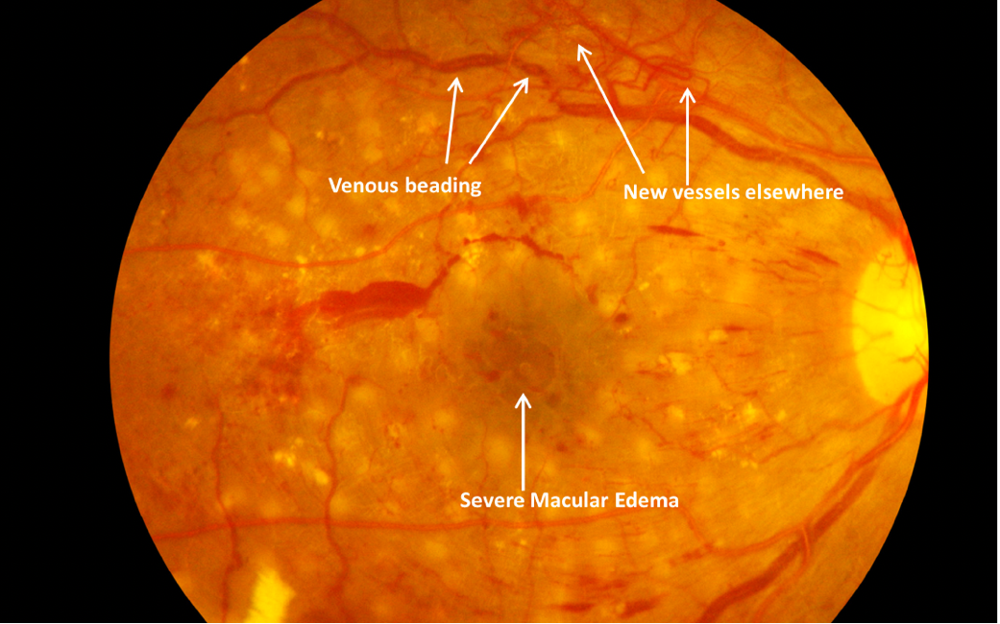 Venous beading
New vessels elsewhere
Severe Macular Edema